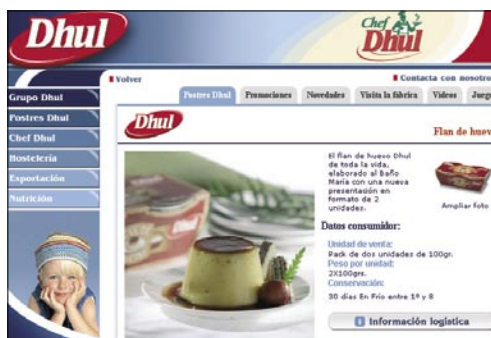 Dhul
Chef
Dhul
Volver
Contacta con nosotro
Grupo Dhul
Postres Dhul
Chef Dhul
Hostelería
Exportación
Nutrición
Postres Dhul
Promociones
Novedades
Visita la fábrica
Videos
Jueg
Dhul
Flan de huev
El flan de huevo Dhul
de toda la vida,
elaborado al Baño
María con una nueva
presentación en
formato de 2
unidades.
Ampliar foto
Datos consumidor:
Unidad de venta:
Pack de dos unidades de 100gr.
Peso por unidad:
2X100grs.
Conservación:
30 días En Frío entre 1º y 8
Información logística